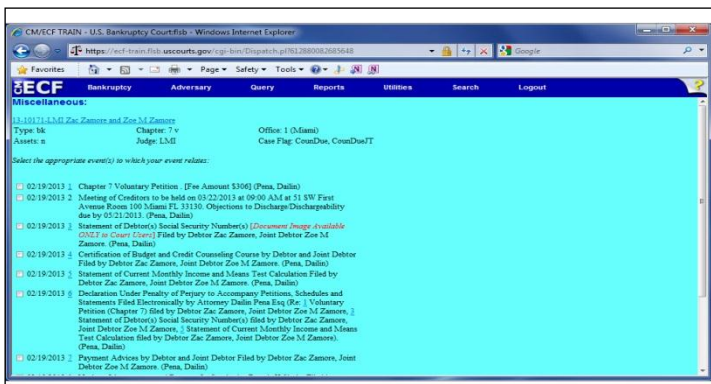 CM/ECF TRAIN - U.S. Bankruptcy Court:flsb - Windows Internet Explorer
https://ecf-train.flsb.uscourts.gov/cgi-bin/Dispatch.pl?612880082685648
Google
Favorites Page Safety Tools
ECF Bankruptcy Adversary Query Reports Utilities Search Logout ?
Miscellaneous:
13-10171-LMI Zac Zamore and Zoe M Zamore
Type: bk Chapter: 7 v Office: 1 (Miami)
Assets: n Judge: LMI Case Flag: CounDue, CounDueJT
Select the appropriate event(s) to which your event relates:
02/19/2013 1 Chapter 7 Voluntary Petition . [Fee Amount $306] (Pena, Dailin)
02/19/2013 2 Meeting of Creditors to be held on 03/22/2013 at 09:00 AM at 51 SW First
Avenue Room 100 Miami FL 33130. Objections to Discharge/Dischargeability
due by 05/21/2013. (Pena, Dailin)
02/19/2013 3 Statement of Debtor(s) Social Security Number(s) [Document Image Available
ONLY to Court Users] Filed by Debtor Zac Zamore, Joint Debtor Zoe M
Zamore. (Pena, Dailin)
02/19/2013 4 Certification of Budget and Credit Counseling Course by Debtor and Joint Debtor
Filed by Debtor Zac Zamore, Joint Debtor Zoe M Zamore. (Pena, Dailin)
02/19/2013 5 Statement of Current Monthly Income and Means Test Calculation Filed by
Debtor Zac Zamore, Joint Debtor Zoe M Zamore. (Pena, Dailin)
02/19/2013 6 Declaration Under Penalty of Perjury to Accompany Petitions, Schedules and
Statements Filed Electronically by Attorney Dailin Pena Esq (Re: 1 Voluntary
Petition (Chapter 7) filed by Debtor Zac Zamore, Joint Debtor Zoe M Zamore, 3
Statement of Debtor(s) Social Security Number(s) filed by Debtor Zac Zamore,
Joint Debtor Zoe M Zamore, 5 Statement of Current Monthly Income and Means
Test Calculation filed by Debtor Zac Zamore, Joint Debtor Zoe M Zamore).
(Pena, Dailin)
02/19/2013 7 Payment Advices by Debtor and Joint Debtor Filed by Debtor Zac Zamore, Joint
Debtor Zoe M Zamore. (Pena, Dailin)